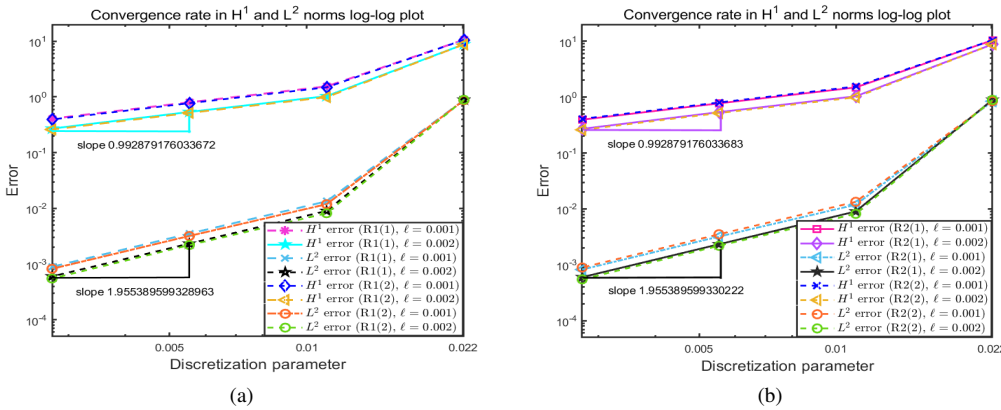 Convergence rate in H¹ and L² norms log-log plot
10¹
10⁰
10⁻¹
10⁻²
10⁻³
10⁻⁴
Error
slope 0.992879176033672
slope 1.955389599328963
H¹ error (R1(1), ℓ = 0.001)
H¹ error (R1(1), ℓ = 0.002)
L² error (R1(1), ℓ = 0.001)
L² error (R1(1), ℓ = 0.002)
H¹ error (R1(2), ℓ = 0.001)
H¹ error (R1(2), ℓ = 0.002)
L² error (R1(2), ℓ = 0.001)
L² error (R1(2), ℓ = 0.002)
0.005
0.01
0.022
Discretization parameter
(a)
Convergence rate in H¹ and L² norms log-log plot
10¹
10⁰
10⁻¹
10⁻²
10⁻³
10⁻⁴
Error
slope 0.992879176033683
slope 1.955389599330222
H¹ error (R2(1), ℓ = 0.001)
H¹ error (R2(1), ℓ = 0.002)
L² error (R2(1), ℓ = 0.001)
L² error (R2(1), ℓ = 0.002)
H¹ error (R2(2), ℓ = 0.001)
H¹ error (R2(2), ℓ = 0.002)
L² error (R2(2), ℓ = 0.001)
L² error (R2(2), ℓ = 0.002)
0.005
0.01
0.022
Discretization parameter
(b)